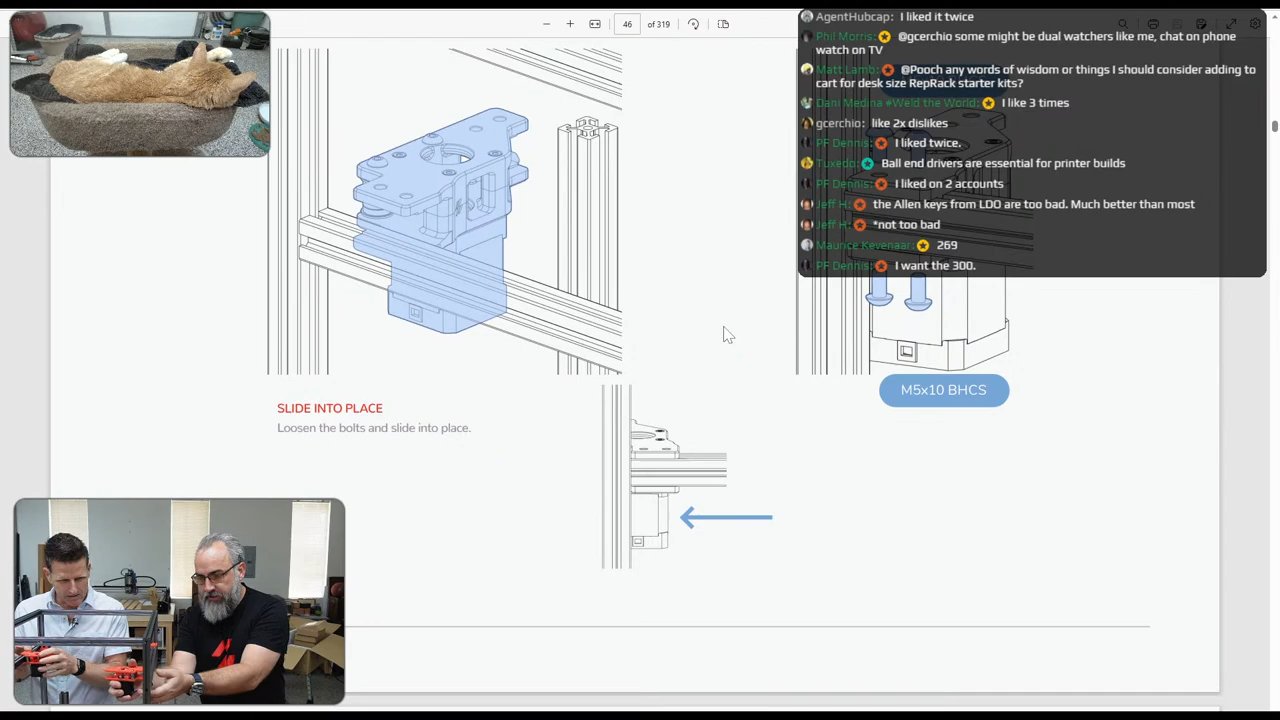 46 of 319
AgentHubcap: I liked it twice
Phil Morris: @gcerchio some might be dual watchers like me, chat on phone
watch on TV
Matt Lamb: @Pooch any words of wisdom or things I should consider adding to
cart for desk size RepRack starter kits?
Dani Medina #Weld the World: I like 3 times
gcerchio: like 2x dislikes
PF Dennis: I liked twice.
Tuxedo: Ball end drivers are essential for printer builds
PF Dennis: I liked on 2 accounts
Jeff H: the Allen keys from LDO are too bad. Much better than most
Jeff H: *not too bad
Maurice Kevenaar: 269
PF Dennis: I want the 300.
M5x10 BHCS
SLIDE INTO PLACE
Loosen the bolts and slide into place.